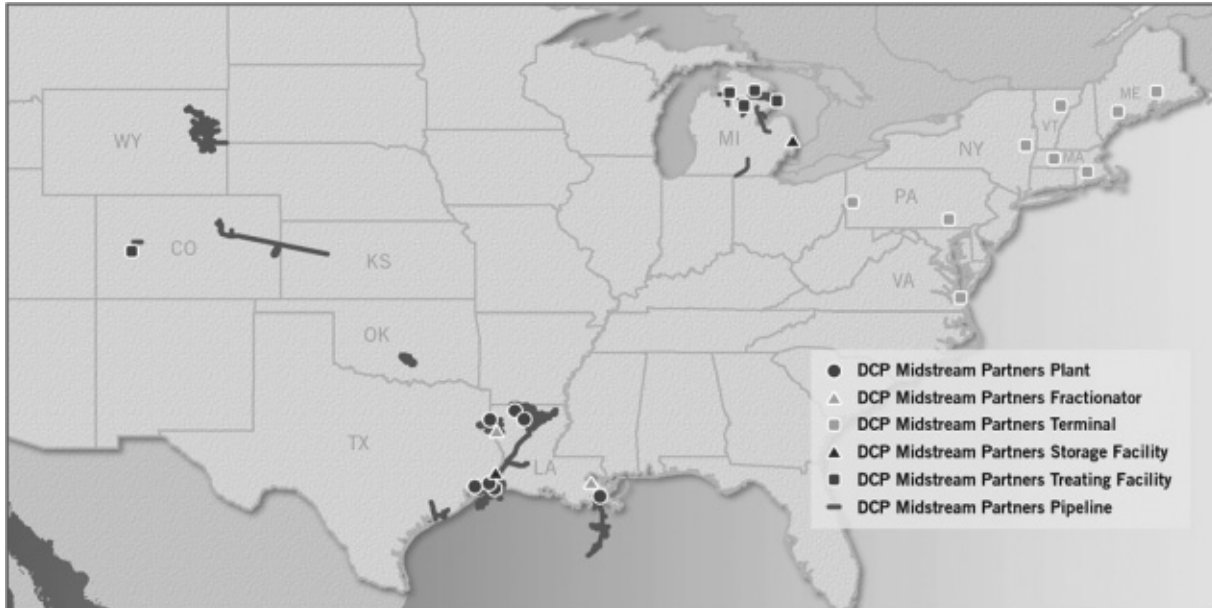 ME
WY
VT
MI
NY
MA
PA
CO
KS
VA
OK
TX
LA
DCP Midstream Partners Plant
DCP Midstream Partners Fractionator
DCP Midstream Partners Terminal
DCP Midstream Partners Storage Facility
DCP Midstream Partners Treating Facility
DCP Midstream Partners Pipeline